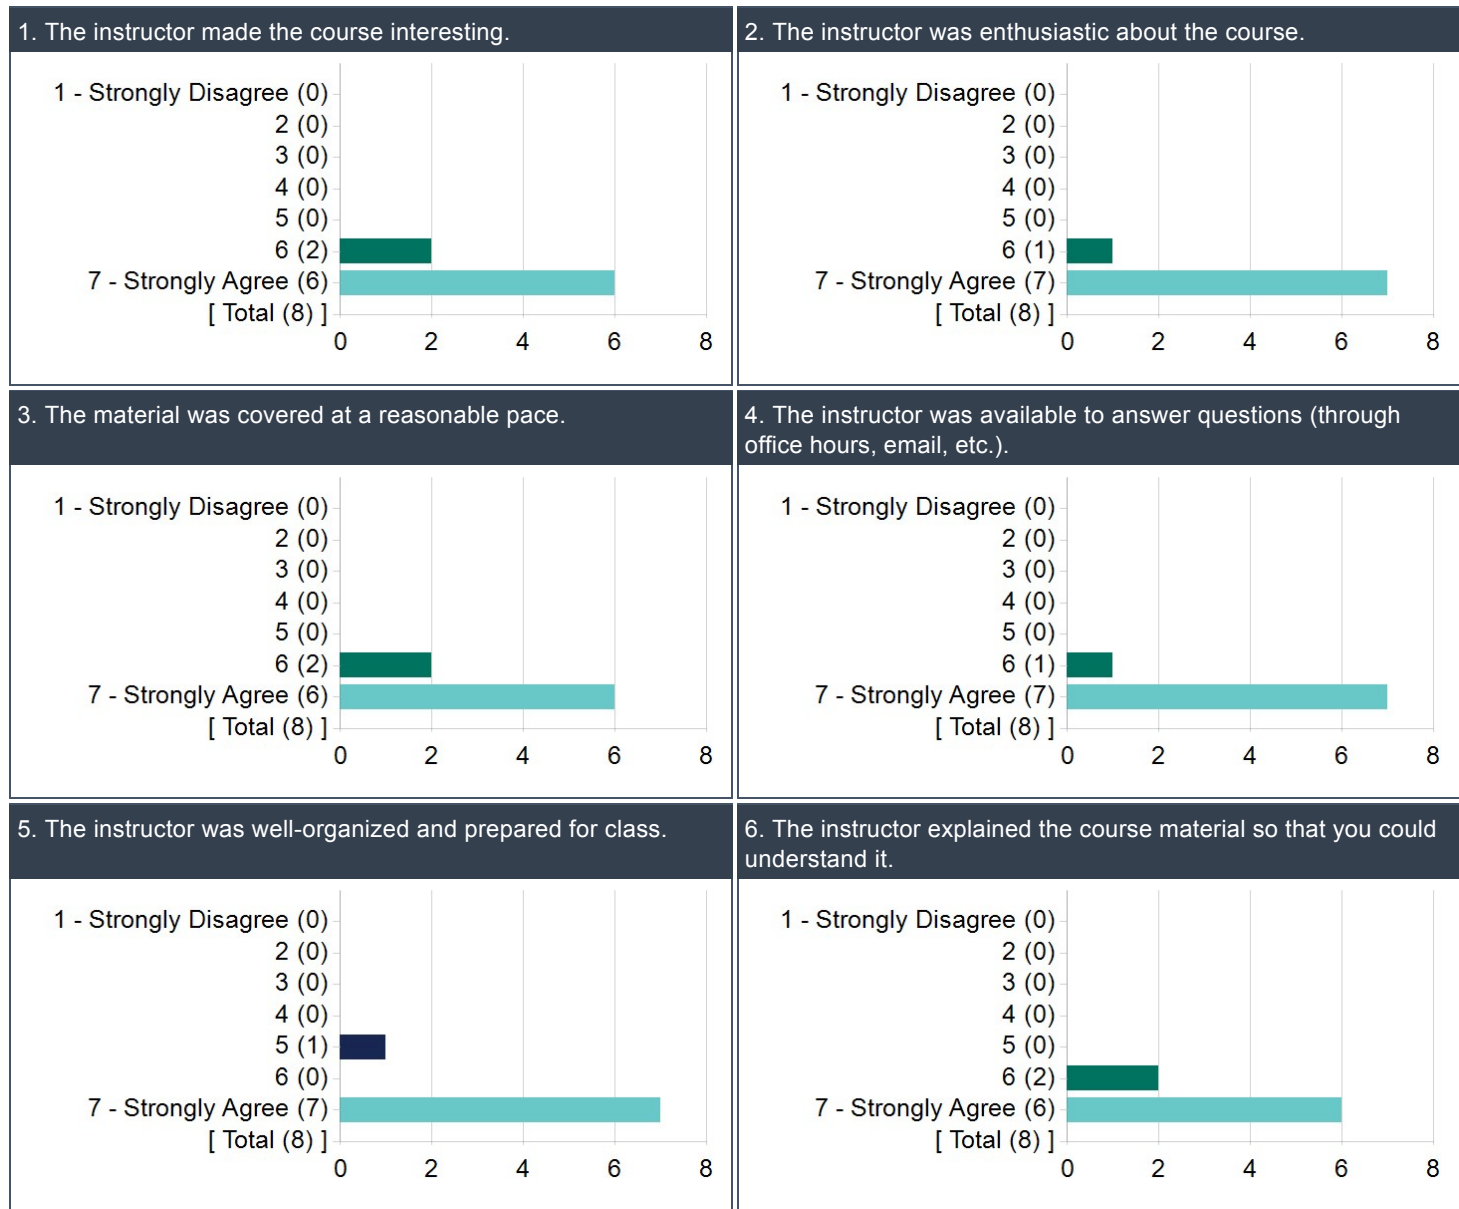 1. The instructor made the course interesting.
1 - Strongly Disagree (0)
2 (0)
3 (0)
4 (0)
5 (0)
6 (2)
7 - Strongly Agree (6)
[ Total (8) ]
0 2 4 6 8
2. The instructor was enthusiastic about the course.
1 - Strongly Disagree (0)
2 (0)
3 (0)
4 (0)
5 (0)
6 (1)
7 - Strongly Agree (7)
[ Total (8) ]
0 2 4 6 8
3. The material was covered at a reasonable pace.
1 - Strongly Disagree (0)
2 (0)
3 (0)
4 (0)
5 (0)
6 (2)
7 - Strongly Agree (6)
[ Total (8) ]
0 2 4 6 8
4. The instructor was available to answer questions (through
office hours, email, etc.).
1 - Strongly Disagree (0)
2 (0)
3 (0)
4 (0)
5 (0)
6 (1)
7 - Strongly Agree (7)
[ Total (8) ]
0 2 4 6 8
5. The instructor was well-organized and prepared for class.
1 - Strongly Disagree (0)
2 (0)
3 (0)
4 (0)
5 (1)
6 (0)
7 - Strongly Agree (7)
[ Total (8) ]
0 2 4 6 8
6. The instructor explained the course material so that you could
understand it.
1 - Strongly Disagree (0)
2 (0)
3 (0)
4 (0)
5 (0)
6 (2)
7 - Strongly Agree (6)
[ Total (8) ]
0 2 4 6 8